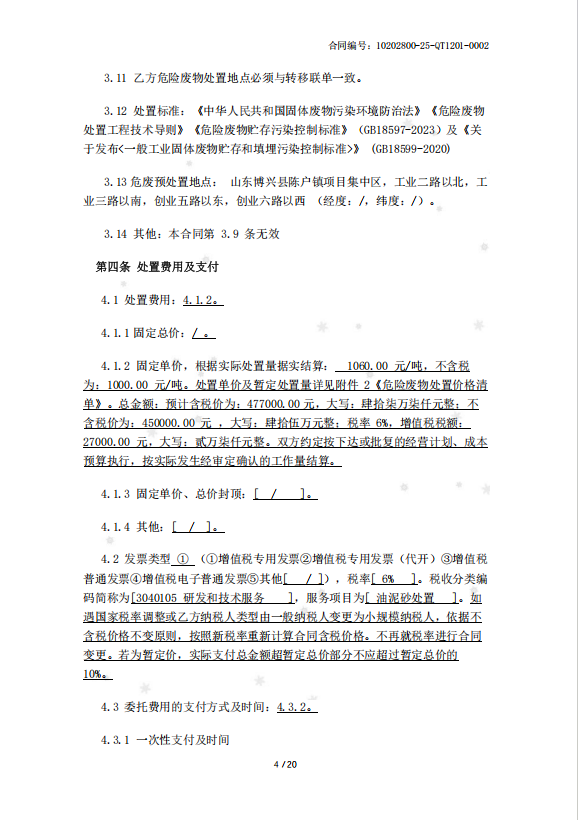 合同编号：10202800-25-QT1201-0002
3.11 乙方危险废物处置地点必须与转移联单一致。
3.12 处置标准：《中华人民共和国固体废物污染环境防治法》《危险废物
处置工程技术导则》《危险废物贮存污染控制标准》（GB18597-2023）及《关
于发布<一般工业固体废物贮存和填埋污染控制标准>》（GB18599-2020）
3.13 危废预处置地点： 山东博兴县陈户镇项目集中区，工业二路以北，工
业三路以南，创业五路以东，创业六路以西 （经度：/，纬度：/）。
3.14 其他：本合同第 3.9 条无效
第四条 处置费用及支付
4.1 处置费用：4.1.2。
4.1.1 固定总价：/ 。
4.1.2 固定单价，根据实际处置量据实结算： 1060.00 元/吨，不含税
为：1000.00 元/吨。处置单价及暂定处置量详见附件 2《危险废物处置价格清
单》。总金额：预计含税价为：477000.00 元，大写：肆拾柒万柒仟元整；不
含税价为：450000.00 元 ，大写：肆拾伍万元整；税率 6%，增值税税额：
27000.00 元，大写：贰万柒仟元整。双方约定按下达或批复的经营计划、成本
预算执行，按实际发生经审定确认的工作量结算。
4.1.3 固定单价、总价封顶：[ / ]。
4.1.4 其他：[ / ]。
4.2 发票类型 ① （①增值税专用发票②增值税专用发票（代开）③增值税
普通发票④增值税电子普通发票⑤其他[ / ]），税率[ 6% ]。税收分类编
码简称为[3040105 研发和技术服务 ]，服务项目为[ 油泥砂处置 ]。如
遇国家税率调整或乙方纳税人类型由一般纳税人变更为小规模纳税人，依据不
含税价格不变原则，按照新税率重新计算合同含税价格。不再就税率进行合同
变更。若为暂定价，实际支付总金额超暂定总价部分不应超过暂定总价的
10%。
4.3 委托费用的支付方式及时间：4.3.2。
4.3.1 一次性支付及时间
4 / 20